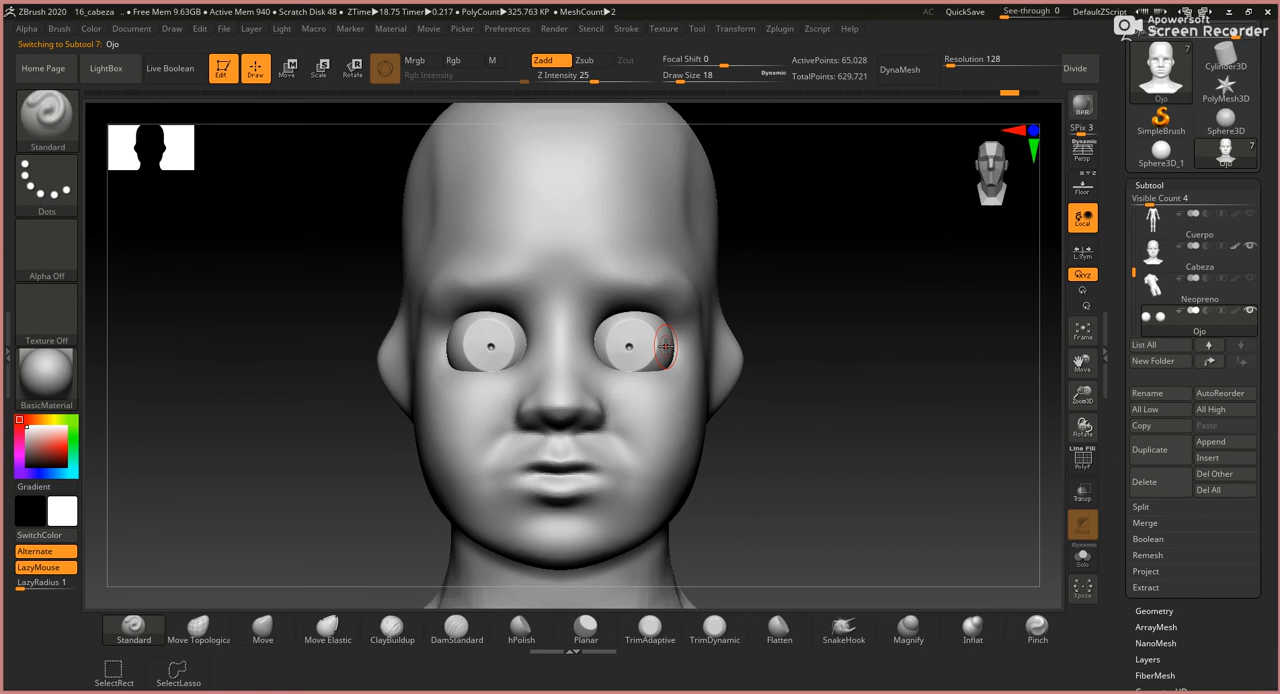 ZBrush 2020 16_cabeza .. ● Free Mem 9.63GB ● Active Mem 940 ● Scratch Disk 48 ● ZTime▶18.75 Timer▶0.217 ● PolyCount▶325.763 KP ● MeshCount▶2 AC QuickSave See-through 0 DefaultZScript
Apowersoft
Screen Recorder
Alpha Brush Color Document Draw Edit File Layer Light Macro Marker Material Movie Picker Preferences Render Stencil Stroke Texture Tool Transform Zplugin Zscript Help
Switching to Subtool 7: Ojo
Home Page LightBox Live Boolean Edit Draw Move Scale Rotate
Mrgb Rgb M
Rgb Intensity
Zadd Zsub Zcut
Z Intensity 25
Focal Shift 0
Draw Size 18 Dynamic
ActivePoints: 65,028
TotalPoints: 629,721
DynaMesh
Resolution 128
Divide
Standard
Dots
Alpha Off
Texture Off
BasicMaterial
Gradient
SwitchColor
Alternate
LazyMouse
LazyRadius 1
BPR
SPix 3
Dynamic
Persp
Floor
Local
L.Sym
XYZ
Frame
Move
Zoom3D
Rotate
Line Fill
PolyF
Transp
Ghost
Dynamic
Solo
Xpose
7
Ojo
Cylinder3D
PolyMesh3D
SimpleBrush
Sphere3D
Sphere3D_1
7
Ojo
Subtool
Visible Count 4
Cuerpo
Cabeza
Neopreno
Ojo
List All
New Folder
Rename AutoReorder
All Low All High
Copy Paste
Duplicate Append
Insert
Delete Del Other
Del All
Split
Merge
Boolean
Remesh
Project
Extract
Geometry
ArrayMesh
NanoMesh
Layers
FiberMesh
Standard Move Topologica Move Move Elastic ClayBuildup DamStandard hPolish Planar TrimAdaptive TrimDynamic Flatten SnakeHook Magnify Inflat Pinch
SelectRect SelectLasso